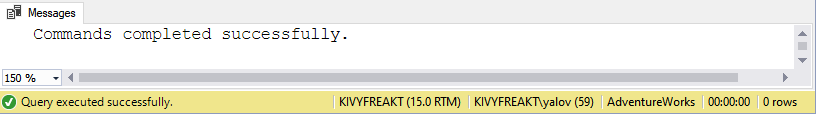 Messages
Commands completed successfully.
150 %
Query executed successfully. KIVYFREAKT (15.0 RTM) KIVYFREAKT\yalov (59) AdventureWorks 00:00:00 0 rows